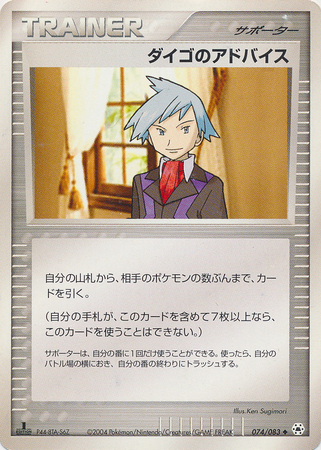 TRAINER
サポーター
ダイゴのアドバイス
自分の山札から、相手のポケモンの数ぶんまで、カー
ドを引く。
(自分の手札が、このカードを含めて7枚以上なら、
このカードを使うことはできない。)
サポーターは、自分の番に1回だけ使うことができる。使ったら、自分の
バトル場の横におき、自分の番の終わりにトラッシュする。
Illus. Ken Sugimori
P44-8TA-56Z
©2004 Pokémon/Nintendo/Creatures/GAME FREAK
074/083